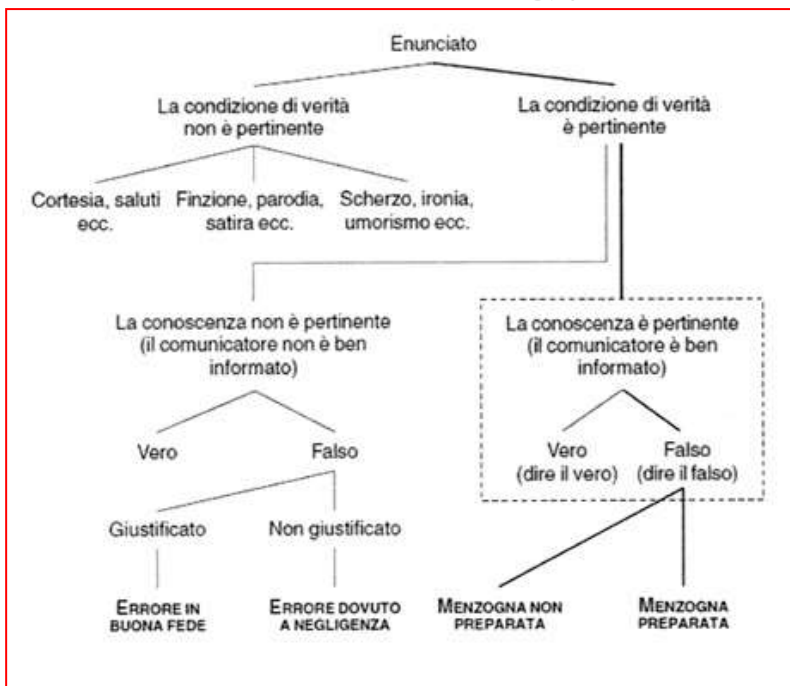 Enunciato
La condizione di verità
non è pertinente
La condizione di verità
è pertinente
Cortesia, saluti
ecc.
Finzione, parodia,
satira ecc.
Scherzo, ironia,
umorismo ecc.
La conoscenza non è pertinente
(il comunicatore non è ben
informato)
La conoscenza è pertinente
(il comunicatore è ben
informato)
Vero
Falso
Vero
(dire il vero)
Falso
(dire il falso)
Giustificato
Non giustificato
ERRORE IN
BUONA FEDE
ERRORE DOVUTO
A NEGLIGENZA
MENZOGNA NON
PREPARATA
MENZOGNA
PREPARATA